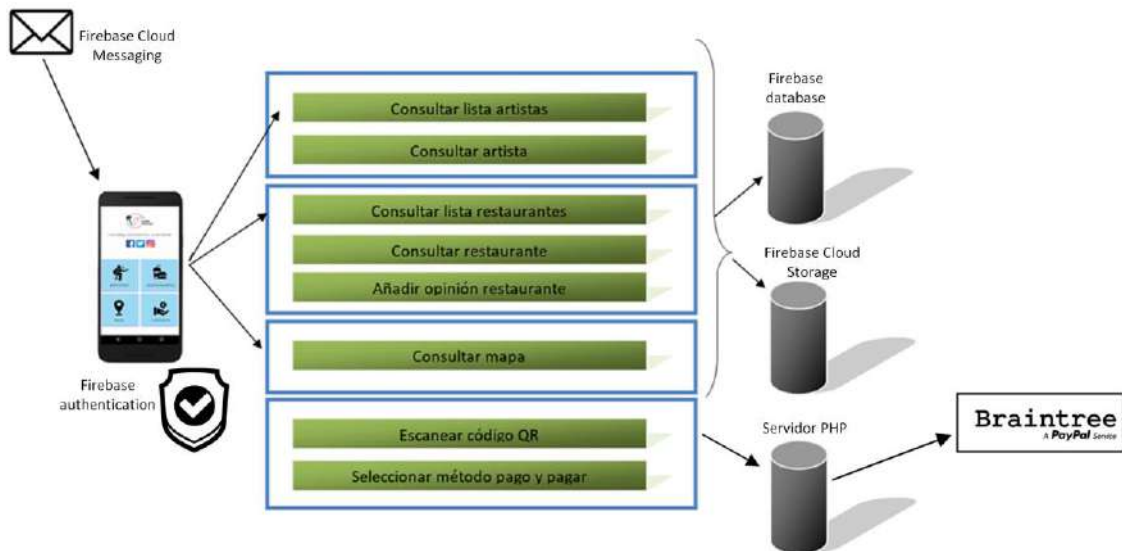 Firebase Cloud
Messaging
Consultar lista artistas
Consultar artista
Consultar lista restaurantes
Consultar restaurante
Añadir opinión restaurante
Consultar mapa
Escanear código QR
Seleccionar método pago y pagar
Firebase
authentication
Firebase
database
Firebase Cloud
Storage
Servidor PHP
Braintree
A PayPal Service